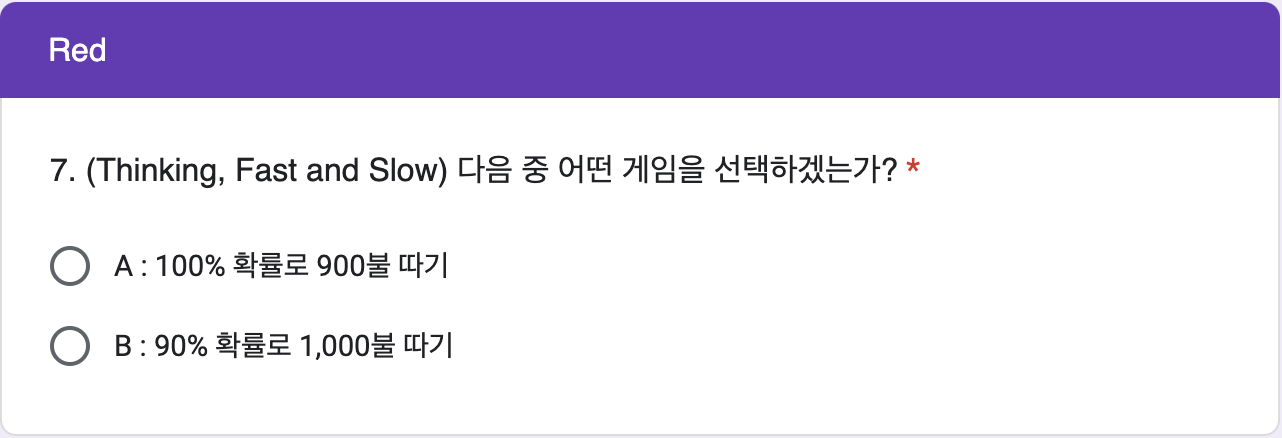 Red
7. (Thinking, Fast and Slow) 다음 중 어떤 게임을 선택하겠는가? *
A : 100% 확률로 900불 따기
B : 90% 확률로 1,000불 따기